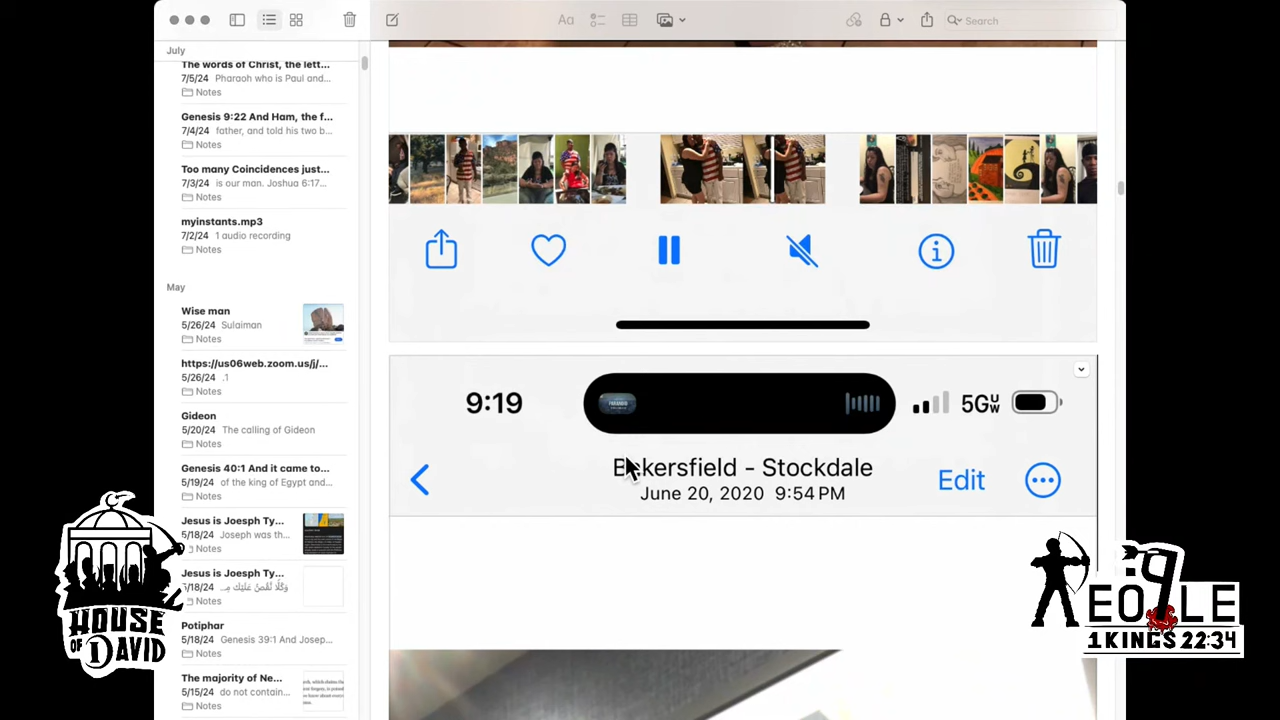 Aa
Search
July
The words of Christ, the lett...
7/5/24 Pharaoh who is Paul and...
Notes
Genesis 9:22 And Ham, the f...
7/4/24 father, and told his two b...
Notes
Too many Coincidences just...
7/3/24 is our man. Joshua 6:17...
Notes
myinstants.mp3
7/2/24 1 audio recording
Notes
May
Wise man
5/26/24 Sulaiman
Notes
https://us06web.zoom.us/j/...
5/26/24 .1
Notes
Gideon
5/20/24 The calling of Gideon
Notes
Genesis 40:1 And it came to...
5/19/24 of the king of Egypt and...
Notes
Jesus is Joesph Ty...
5/18/24 Joseph was th...
Notes
Jesus is Joesph Ty...
5/18/24 وَكُلًّا نَّقُصُّ عَلَيْكَ مِـ...
Notes
Potiphar
5/18/24 Genesis 39:1 And Josep...
Notes
The majority of Ne...
5/15/24 do not contain...
Notes
9:19
5GUW
Bakersfield - Stockdale
June 20, 2020 9:54 PM
Edit
HOUSE
OF DAVID
PEOPLE
1KINGS 22:34